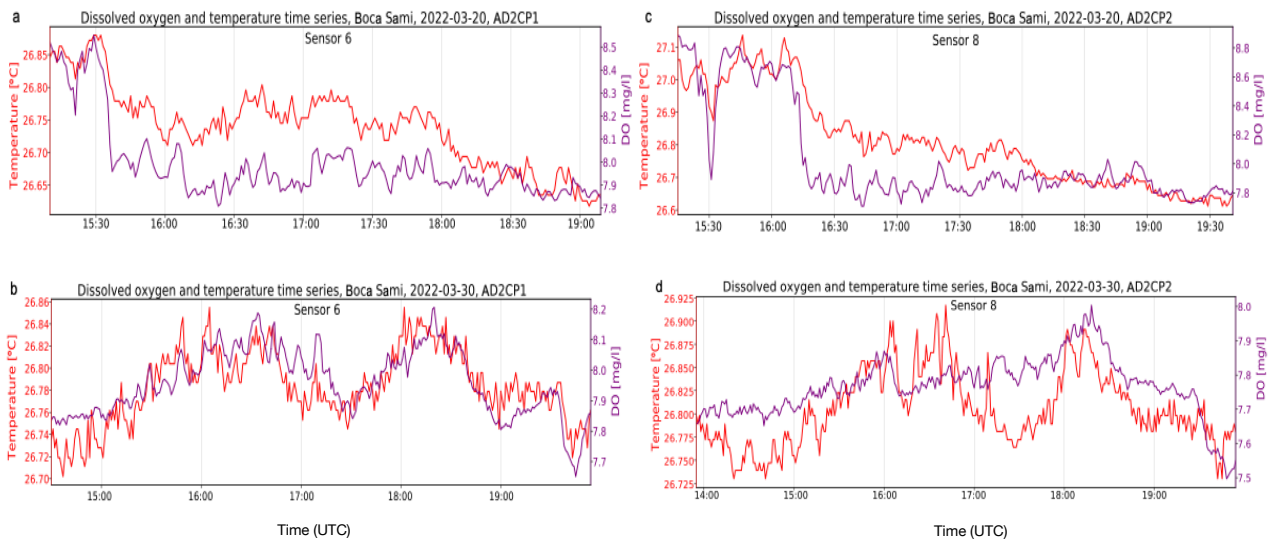 a
Dissolved oxygen and temperature time series, Boca Sami, 2022-03-20, AD2CP1
Sensor 6
Temperature [°C]
26.85
26.80
26.75
26.70
26.65
8.5
8.4
8.3
8.2
8.1
8.0
7.9
7.8
DO [mg/l]
15:30 16:00 16:30 17:00 17:30 18:00 18:30 19:00
c
Dissolved oxygen and temperature time series, Boca Sami, 2022-03-20, AD2CP2
Sensor 8
Temperature [°C]
27.1
27.0
26.9
26.8
26.7
26.6
8.8
8.6
8.4
8.2
8.0
7.8
DO [mg/l]
15:30 16:00 16:30 17:00 17:30 18:00 18:30 19:00 19:30
b
Dissolved oxygen and temperature time series, Boca Sami, 2022-03-30, AD2CP1
Sensor 6
Temperature [°C]
26.86
26.84
26.82
26.80
26.78
26.76
26.74
26.72
26.70
8.2
8.1
8.0
7.9
7.8
7.7
DO [mg/l]
15:00 16:00 17:00 18:00 19:00
Time (UTC)
d
Dissolved oxygen and temperature time series, Boca Sami, 2022-03-30, AD2CP2
Sensor 8
Temperature [°C]
26.925
26.900
26.875
26.850
26.825
26.800
26.775
26.750
26.725
8.0
7.9
7.8
7.7
7.6
7.5
DO [mg/l]
14:00 15:00 16:00 17:00 18:00 19:00
Time (UTC)